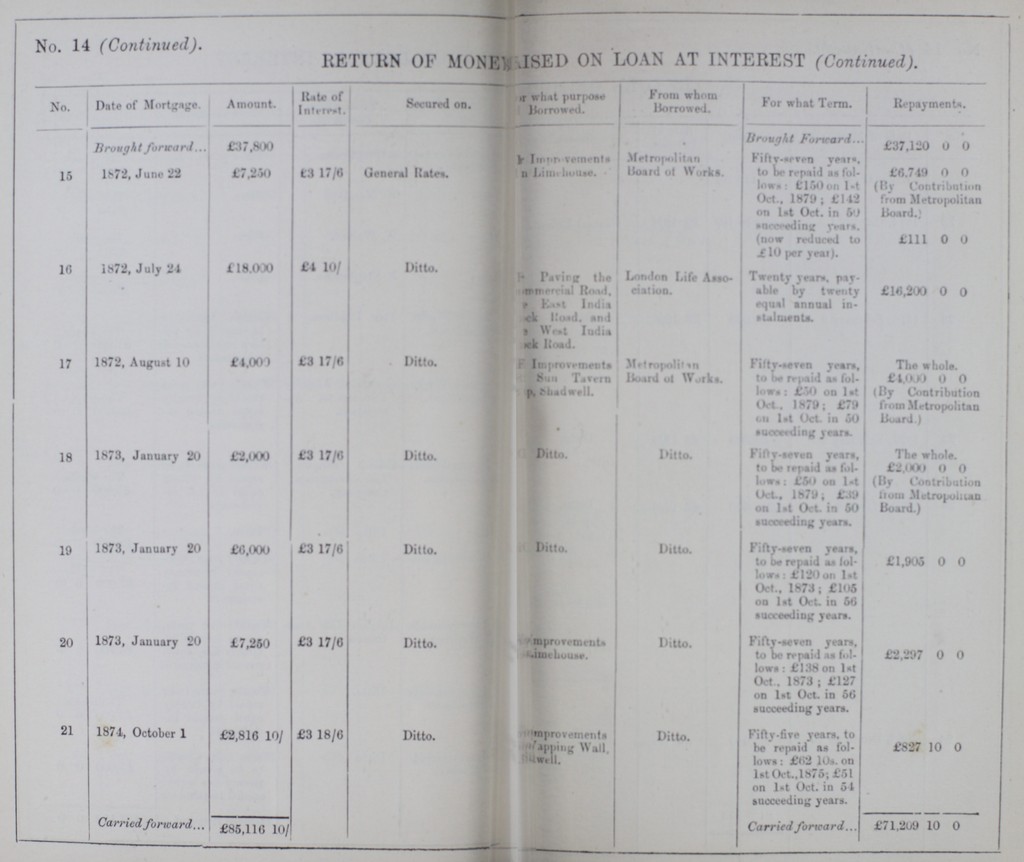 No. 14 (Continued).
RETURN OF MONEY RAISED ON LOAN AT INTEREST (Continued).
No. Date of Mortgage. Amount. Rate of Interest. Secured on. what purpose Borrowed. From whom Borrowed. For what Term. Repayments.
Brought forward... £37,800 Brought Forward... £37,120 0 0
15 1872, June 22 £7,250 £3 17/6 General Rates. Improvements Limehouse. Metropolitan Board of Works.
Fifty-seven years,
to be repaid as fol-
lows: £150 on 1st
Oct., 1879; £142
on 1st Oct. in 50
succeeding years.
(now reduced to
£10 per year).
£6,749 0 0
(By Contribution
from Metropolitan
Board.)
£111 0 0
16 1872, July 24 £18,000 £4 10/ Ditto.
Paving the
Commercial Road,
East India
Road, and
West India
Road.
London Life Asso-
ciation.
Twenty years, pay-
able by twenty
equal annual in-
stalments.
£16,200 0 0
17 1872, August 10 £4,000 £3 17/6 Ditto.
Improvements
Sun Tavern
Shadwell.
Metropolitan
Board of Works.
Fifty-seven years,
to be repaid as fol-
lows: £50 on 1st
Oct., 1879; £79
on 1st Oct. in 50
succeeding years.
The whole.
£4,000 0 0
(By Contribution
from Metropolitan
Board.)
18 1873, January 20 £2,000 £3 17/6 Ditto. Ditto. Ditto.
Fifty-seven years,
to be repaid as fol-
lows: £50 on 1st
Oct., 1879; £39
on 1st Oct. in 50
succeeding years.
The whole.
£2,000 0 0
(By Contribution
from Metropolitan
Board.)
19 1873, January 20 £6,000 £3 17/6 Ditto. Ditto. Ditto.
Fifty-seven years,
to be repaid as fol-
lows: £120 on 1st
Oct., 1873; £105
on 1st Oct. in 56
succeeding years.
£1,905 0 0
20 1873, January 20 £7,250 £3 17/6 Ditto.
Improvements
Limehouse.
Ditto.
Fifty-seven years,
to be repaid as fol-
lows: £138 on 1st
Oct., 1873; £127
on 1st Oct. in 56
succeeding years.
£2,297 0 0
21 1874, October 1 £2,816 10/ £3 18/6 Ditto.
Improvements
Wapping Wall,
Ditto.
Fifty-five years, to
be repaid as fol-
lows: £62 10s. on
1st Oct., 1875; £51
on 1st Oct. in 54
succeeding years.
£827 10 0
Carried forward... £85,116 10/ Carried forward... £71,209 10 0